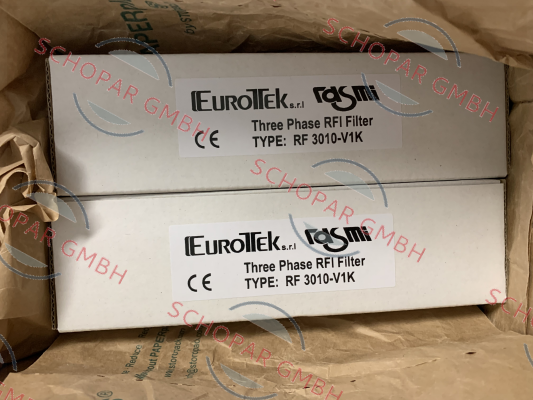 EUROTEK s.r.l rasmi
Three Phase RFI Filter
CE TYPE: RF 3010-V1K
EUROTEK s.r.l rasmi
Three Phase RFI Filter
CE TYPE: RF 3010-V1K
SCHOPAR GMBH
SCHOPAR GMBH
SCHOPAR GMBH
SCHOPAR GMBH
SCHOPAR GMBH